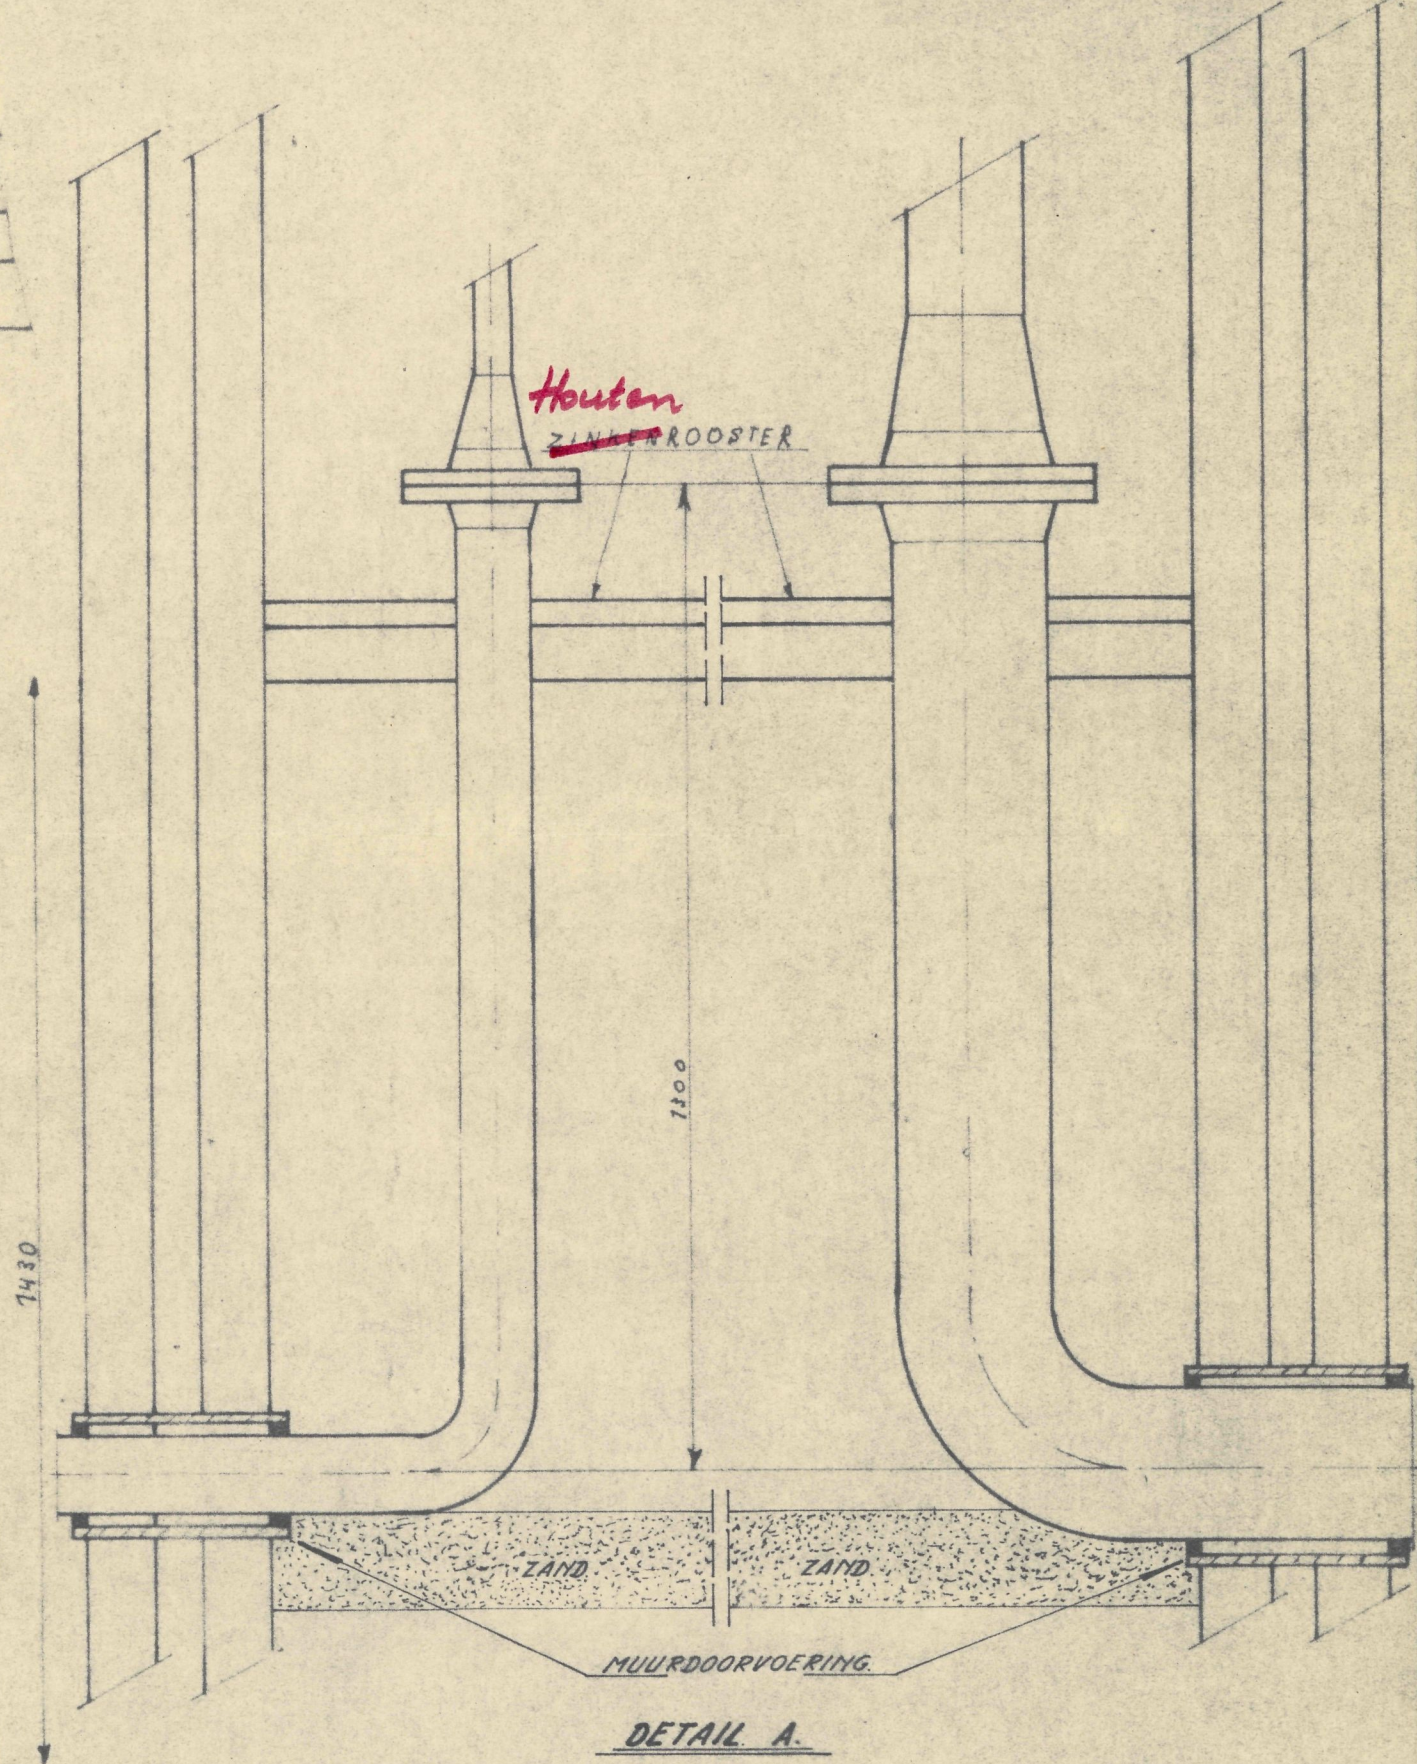 Houten
ZINKENROOSTER
1300
1430
ZAND
ZAND
MUURDOORVOERING.
DETAIL A.